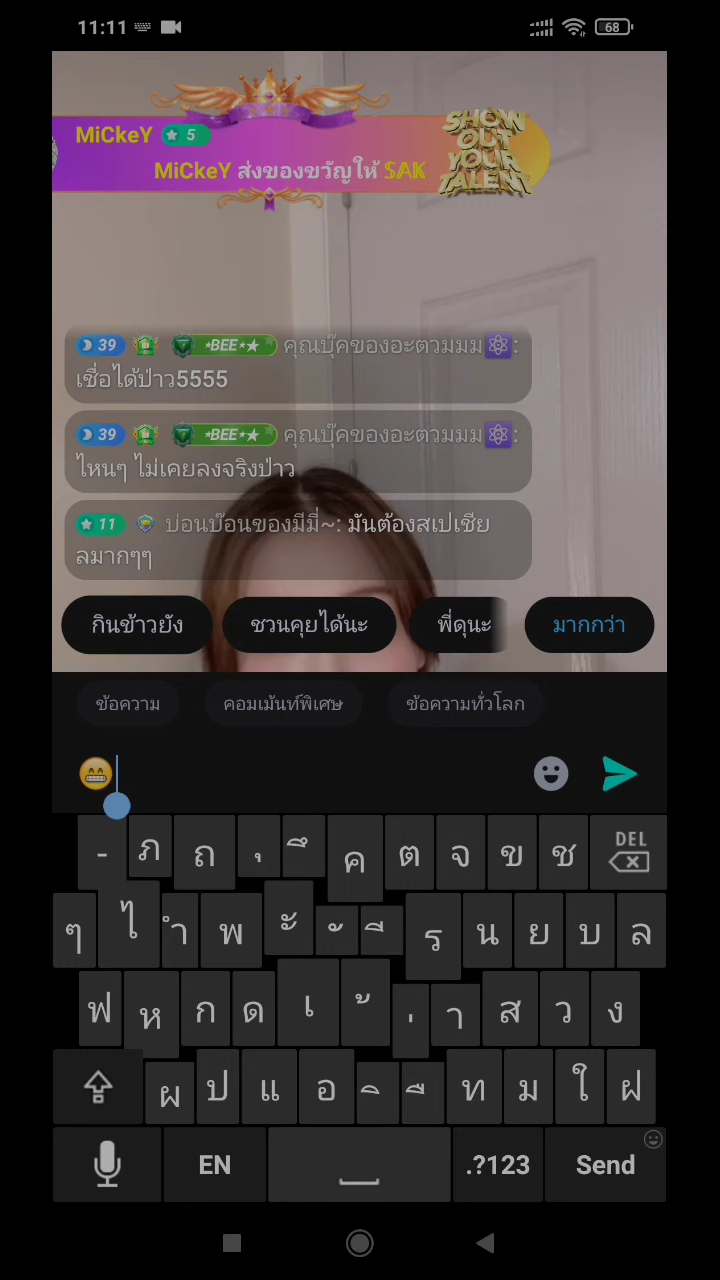 11:11
68
MiCkeY 5
MiCkeY ส่งของขวัญให้ SAK
SHOW
OUT
YOUR
TALENT
39 *BEE*★ คุณบุ๊คของอะตวมมม :
เชื่อได้ป่าว5555
39 *BEE*★ คุณบุ๊คของอะตวมมม :
ไหนๆ ไม่เคยลงจริงป่าว
11 บ่อนบ๊อนของมีมี่~: มันต้องสเปเชีย
ลมากๆๆ
กินข้าวยัง ชวนคุยได้นะ พี่ดุนะ มากกว่า
ข้อความ คอมเม้นท์พิเศษ ข้อความทั่วโลก
😁
- ภ ถ ุ ึ ค ต จ ข ช DEL
ๆ ไ ำ พ ะ ั ี ร น ย บ ล
ฟ ห ก ด เ ้ ่ า ส ว ง
ผ ป แ อ ิ ื ท ม ใ ฝ
EN .?123 Send